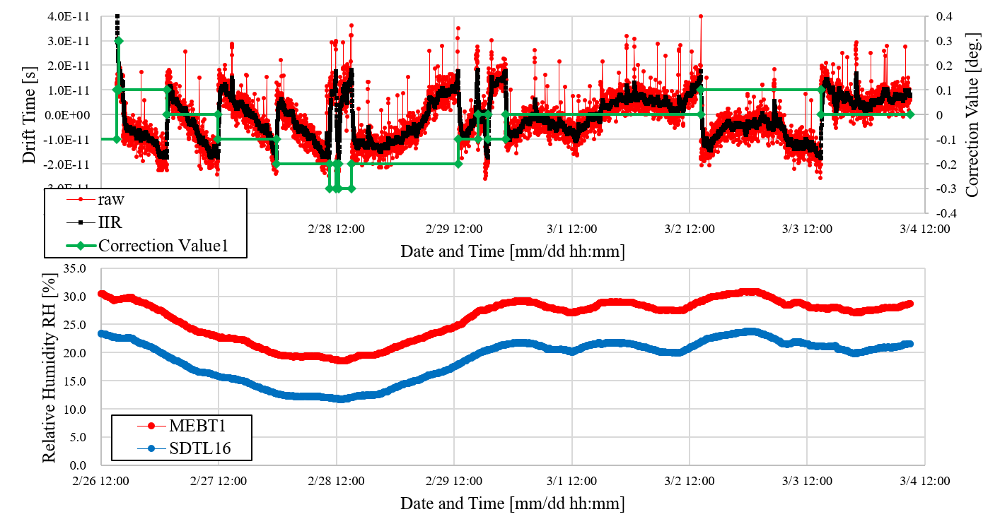 4.0E-11
3.0E-11
2.0E-11
1.0E-11
0.0E+00
-1.0E-11
-2.0E-11
Drift Time [s]
0.4
0.3
0.2
0.1
0
-0.1
-0.2
-0.3
-0.4
Correction Value [deg.]
raw
IIR
Correction Value1
2/28 12:00 2/29 12:00 3/1 12:00 3/2 12:00 3/3 12:00 3/4 12:00
Date and Time [mm/dd hh:mm]
35.0
30.0
25.0
20.0
15.0
10.0
5.0
0.0
Relative Humidity RH [%]
MEBT1
SDTL16
2/26 12:00 2/27 12:00 2/28 12:00 2/29 12:00 3/1 12:00 3/2 12:00 3/3 12:00 3/4 12:00
Date and Time [mm/dd hh:mm]